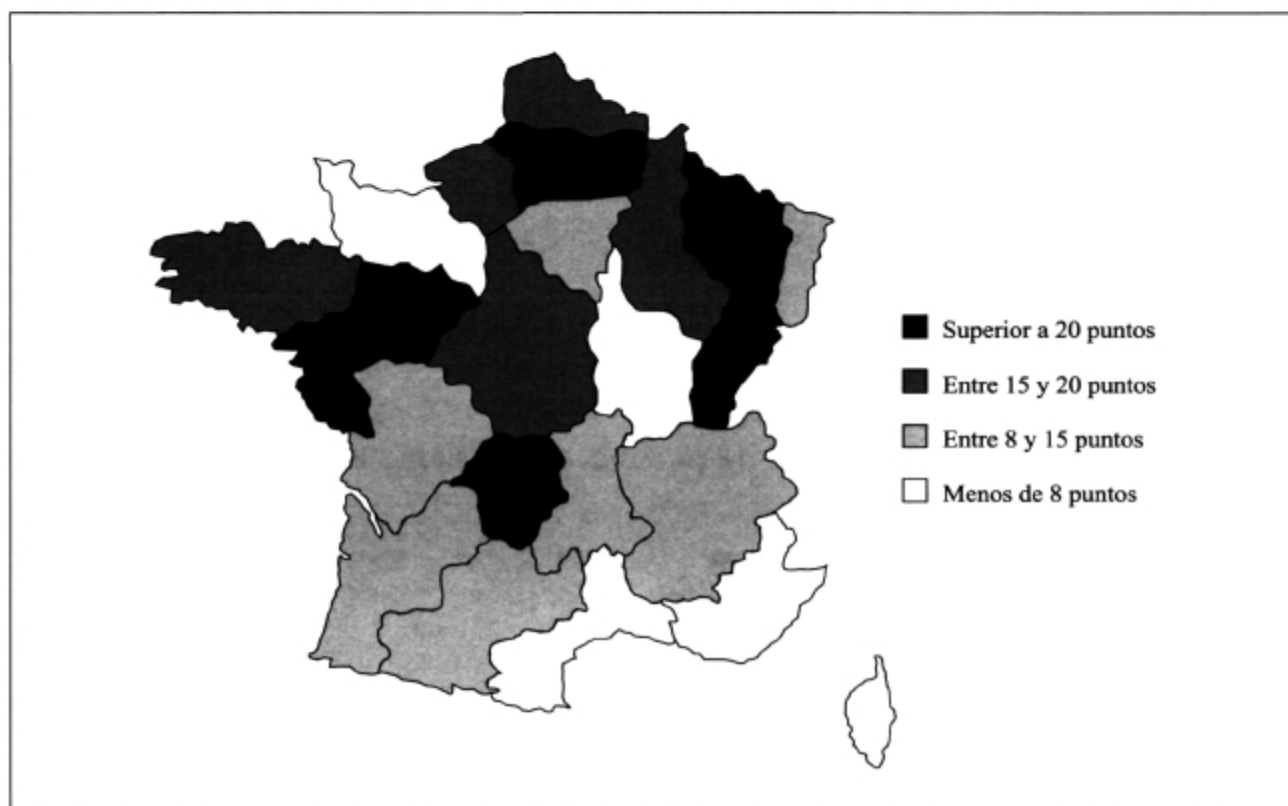 Superior a 20 puntos
Entre 15 y 20 puntos
Entre 8 y 15 puntos
Menos de 8 puntos